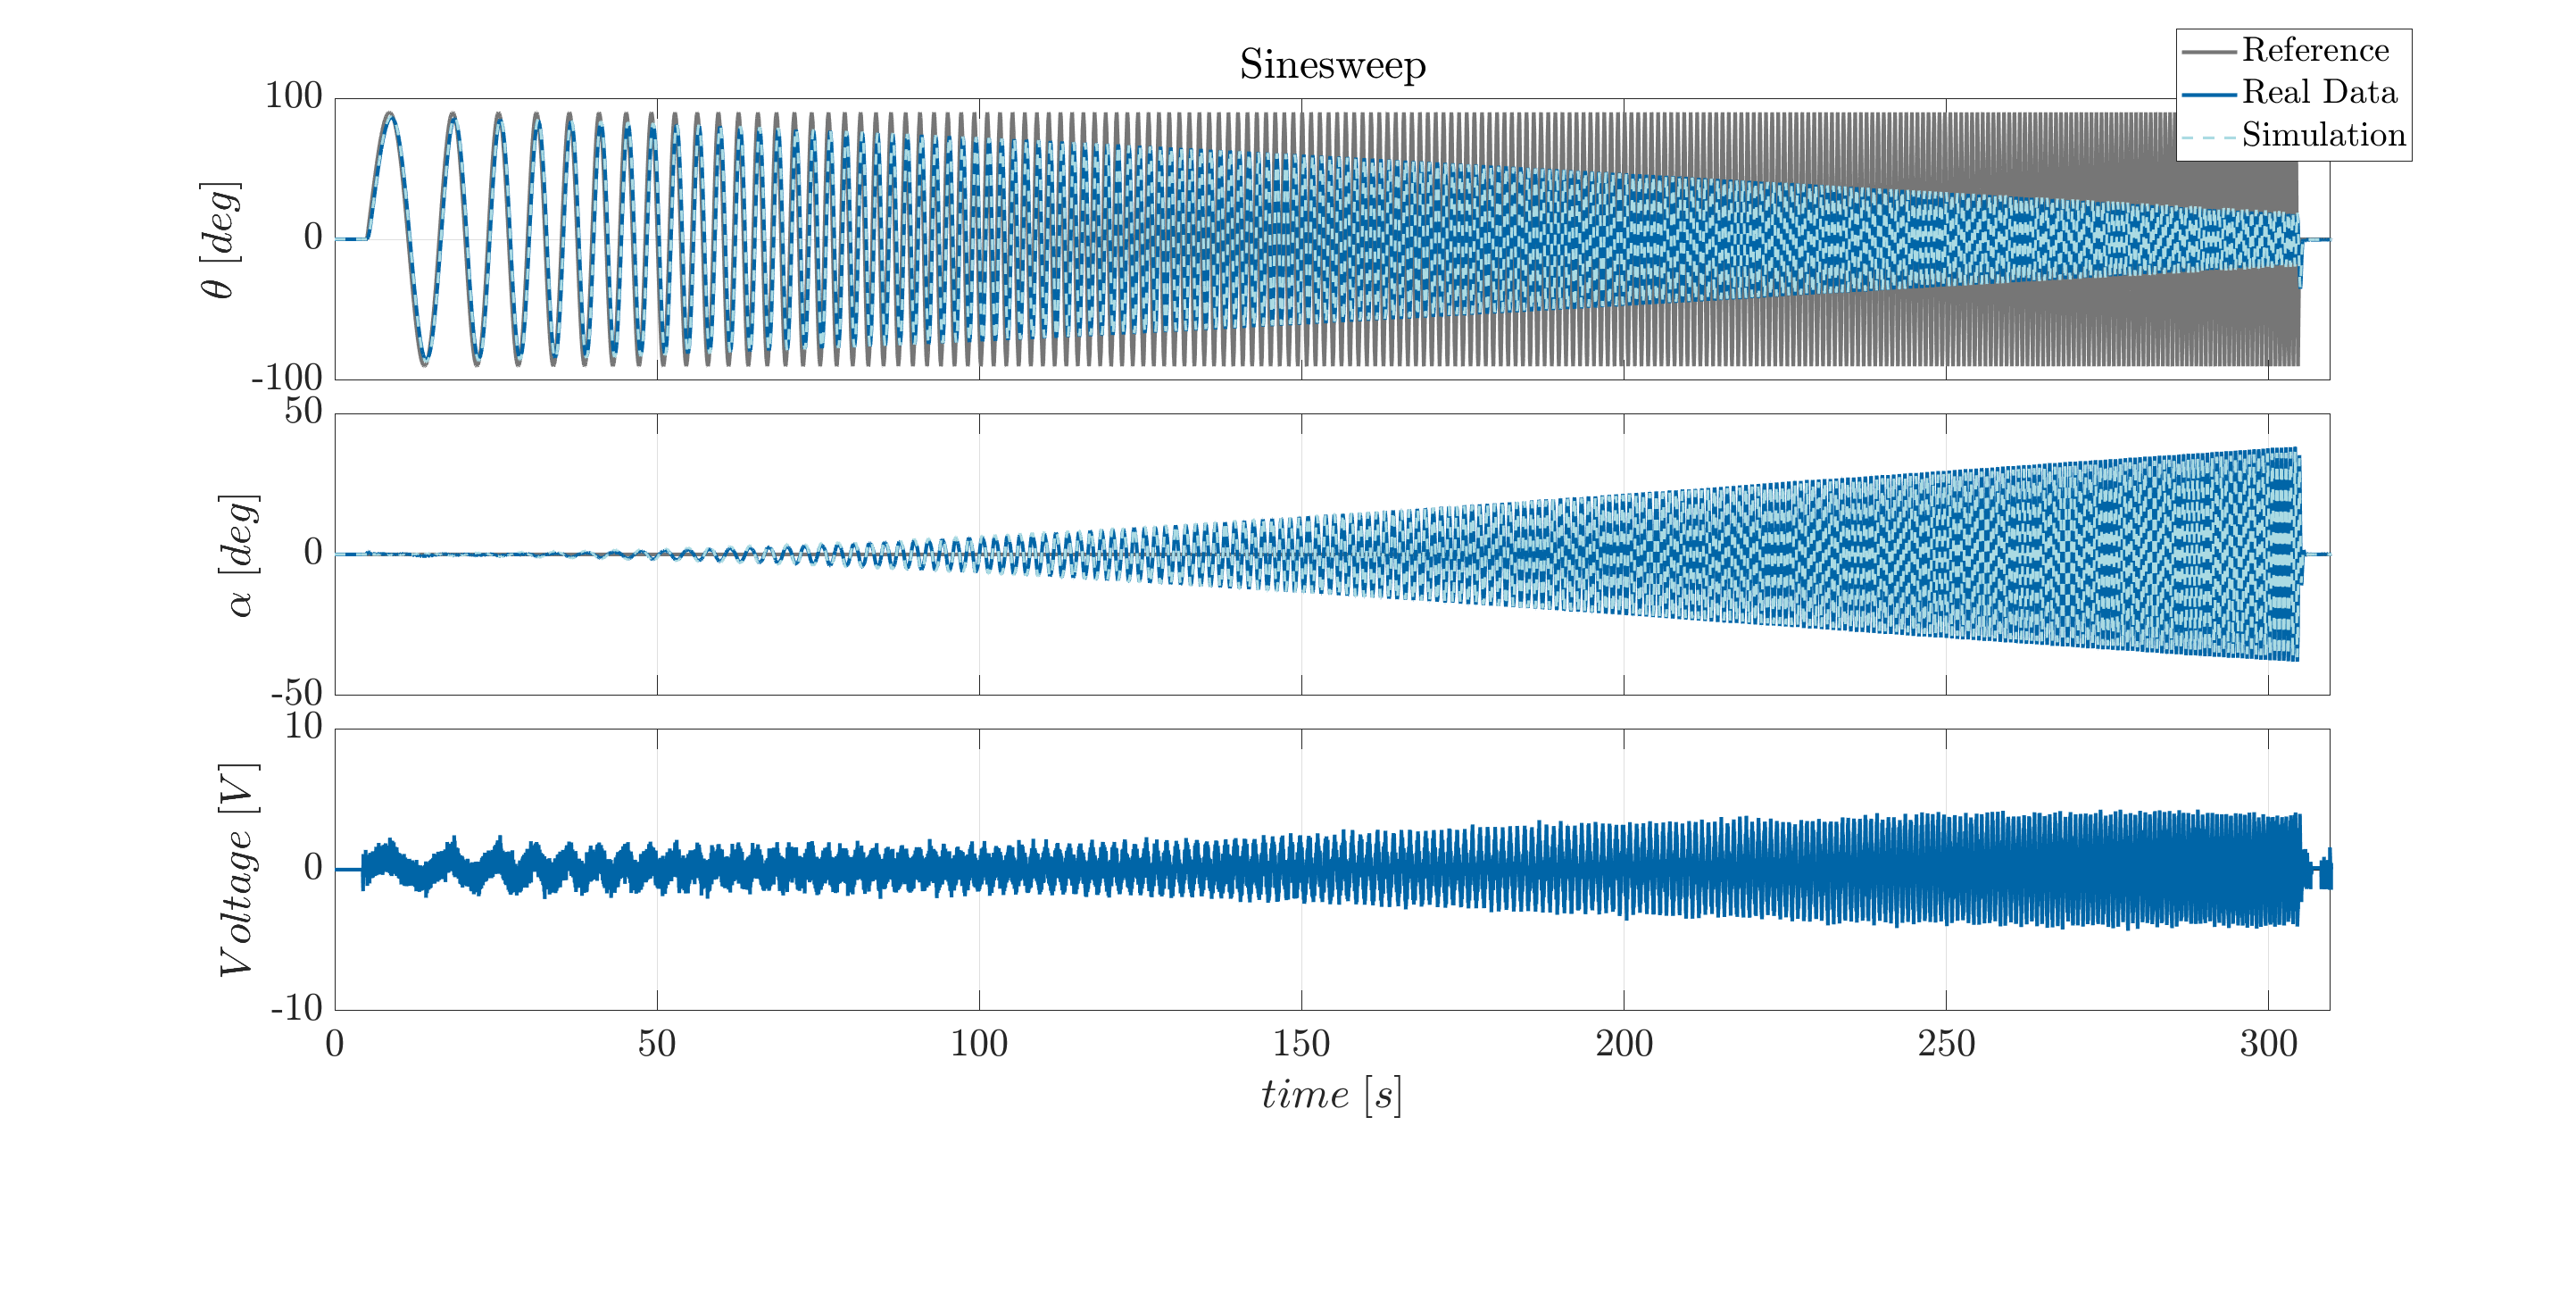 Sinesweep
Reference
Real Data
Simulation
100
0
-100
θ [deg]
50
0
-50
α [deg]
10
0
-10
Voltage [V]
0 50 100 150 200 250 300
time [s]